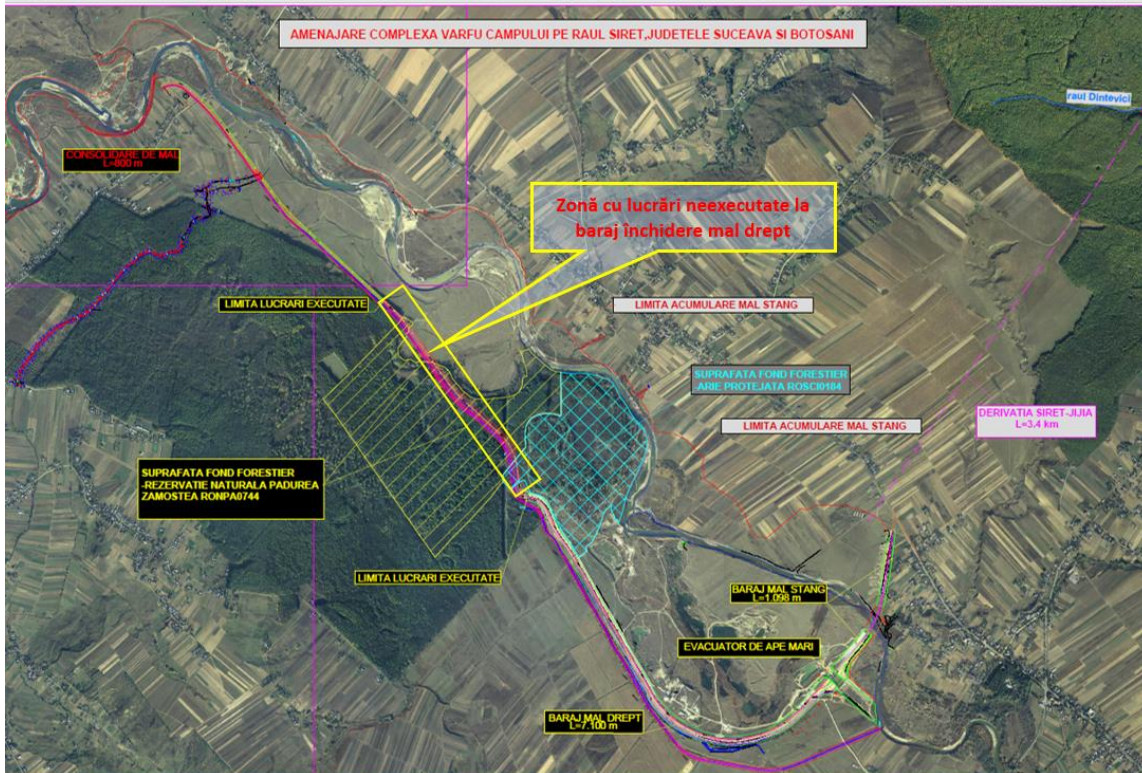 AMENAJARE COMPLEXA VARFU CAMPULUI PE RAUL SIRET,JUDETELE SUCEAVA SI BOTOSANI
raul Dintevici
CONSOLIDARE DE MAL
L=800 m
Zonă cu lucrări neexecutate la
baraj închidere mal drept
LIMITA LUCRARI EXECUTATE
LIMITA ACUMULARE MAL STANG
SUPRAFATA FOND FORESTIER
ARIE PROTEJATA ROSCI0184
DERIVATIA SIRET-JIJIA
L=3.4 km
LIMITA ACUMULARE MAL STANG
SUPRAFATA FOND FORESTIER
-REZERVATIE NATURALA PADUREA
ZAMOSTEA RONPA0744
LIMITA LUCRARI EXECUTATE
BARAJ MAL STANG
L=1.098 m
EVACUATOR DE APE MARI
BARAJ MAL DREPT
L=7.100 m